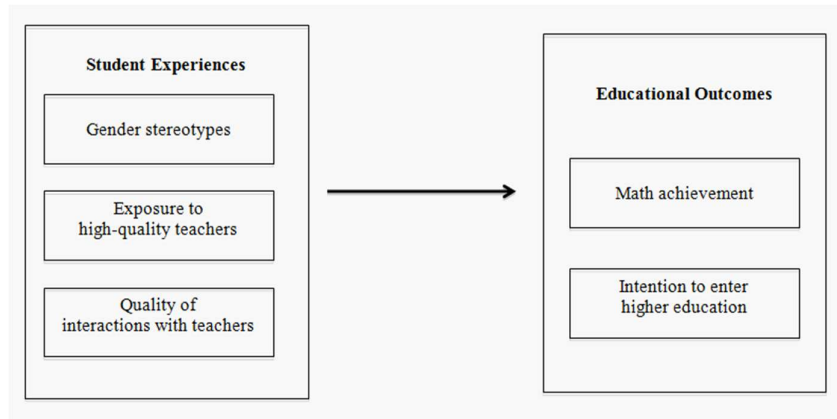 Student Experiences
Gender stereotypes
Exposure to
high-quality teachers
Quality of
interactions with teachers
Educational Outcomes
Math achievement
Intention to enter
higher education